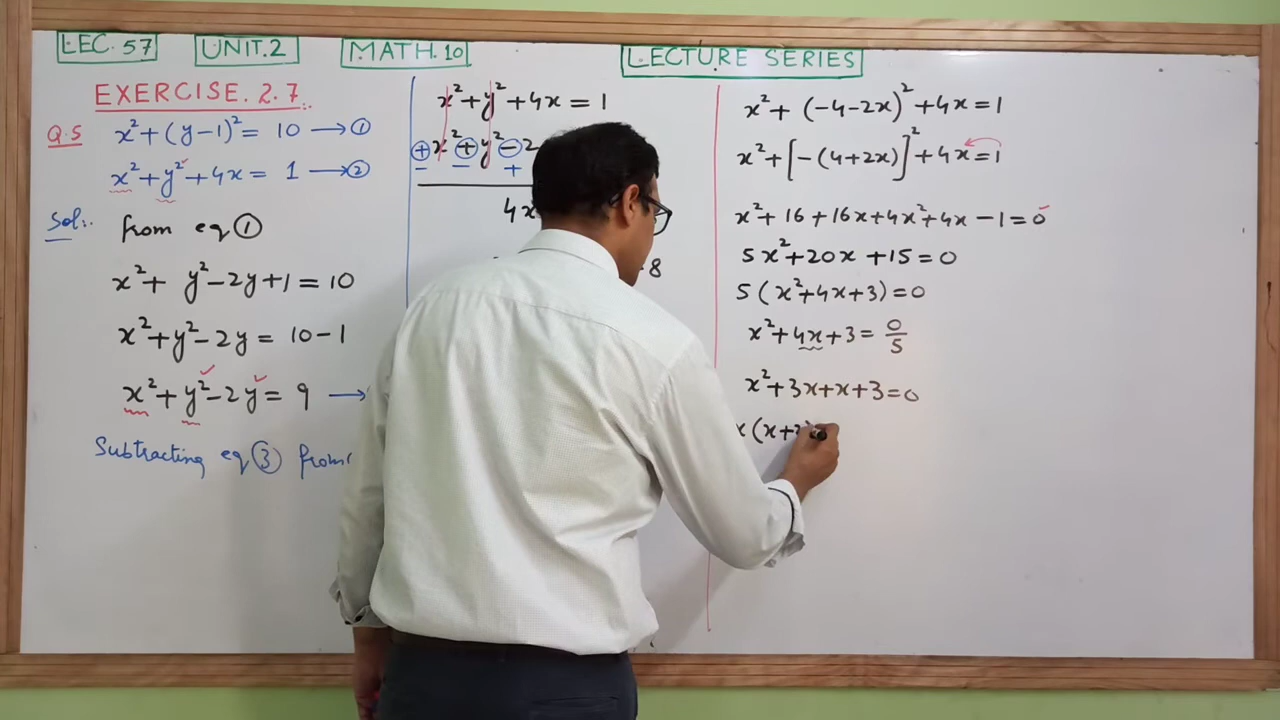 LEC. 57 UNIT.2 MATH.10 LECTURE SERIES
EXERCISE. 2.7.
Q.5 x²+(y-1)² = 10 → ①
x²+y²+4x = 1 → ②
Sol:. from eq ①
x²+ y²-2y+1 = 10
x²+y²-2y = 10-1
x²+y²-2y = 9 →
Subtracting eq ③ from
x²+y²+4x = 1
⊕x²⊕y²⊖2
- - +
4x
8
x²+ (-4-2x)²+4x=1
x²+[-(4+2x)]²+4x=1
x²+16+16x+4x²+4x-1=0
5x²+20x+15=0
5(x²+4x+3)=0
x²+4x+3=0/5
x²+3x+x+3=0
x(x+3)